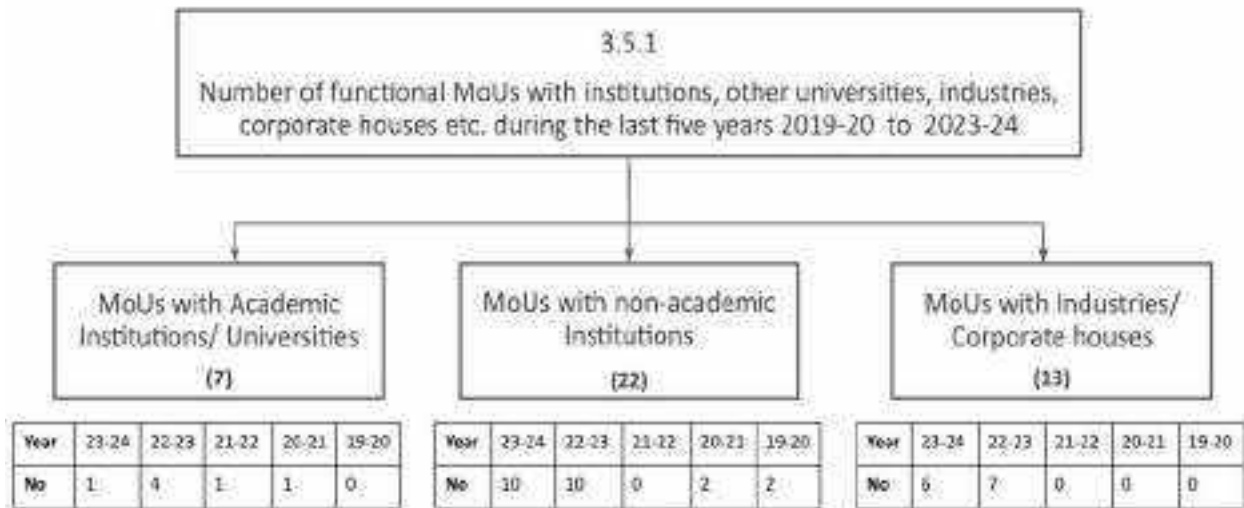 3.5.1
Number of functional MoUs with institutions, other universities, industries,
corporate houses etc. during the last five years 2019-20 to 2023-24
MoUs with Academic
Institutions/ Universities
(7)
MoUs with non-academic
Institutions
(22)
MoUs with Industries/
Corporate houses
(13)
Year 23-24 22-23 21-22 20-21 19-20
No 1 4 1 1 0
Year 23-24 22-23 21-22 20-21 19-20
No 10 10 0 2 2
Year 23-24 22-23 21-22 20-21 19-20
No 6 7 0 0 0